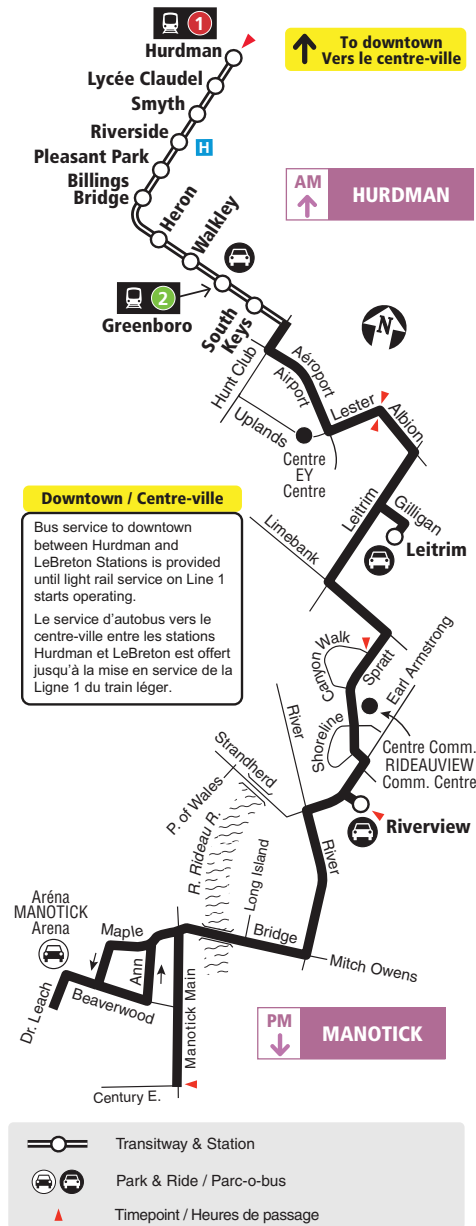 1
Hurdman
To downtown
Vers le centre-ville
Lycée Claudel
Smyth
Riverside
H
Pleasant Park
Billings
Bridge
AM
HURDMAN
Heron
Walkley
2
Greenboro
South
Keys
N
Hunt Club
Aéroport
Airport
Uplands
Lester
Albion
Centre
EY
Centre
Downtown / Centre-ville
Bus service to downtown
between Hurdman and
LeBreton Stations is provided
until light rail service on Line 1
starts operating.
Le service d'autobus vers le
centre-ville entre les stations
Hurdman et LeBreton est offert
jusqu'à la mise en service de la
Ligne 1 du train léger.
Limebank
Leitrim
Gilligan
Leitrim
Canyon Walk
Spratt
Earl Armstrong
Shoreline
River
Centre Comm.
RIDEAUVIEW
Comm. Centre
Strandherd
P. of Wales
R. Rideau R.
Riverview
River
Long Island
Bridge
Mitch Owens
Aréna
MANOTICK
Arena
Maple
Ann
Beaverwood
Dr. Leach
Manotick Main
Century E.
PM
MANOTICK
Transitway & Station
Park & Ride / Parc-o-bus
Timepoint / Heures de passage